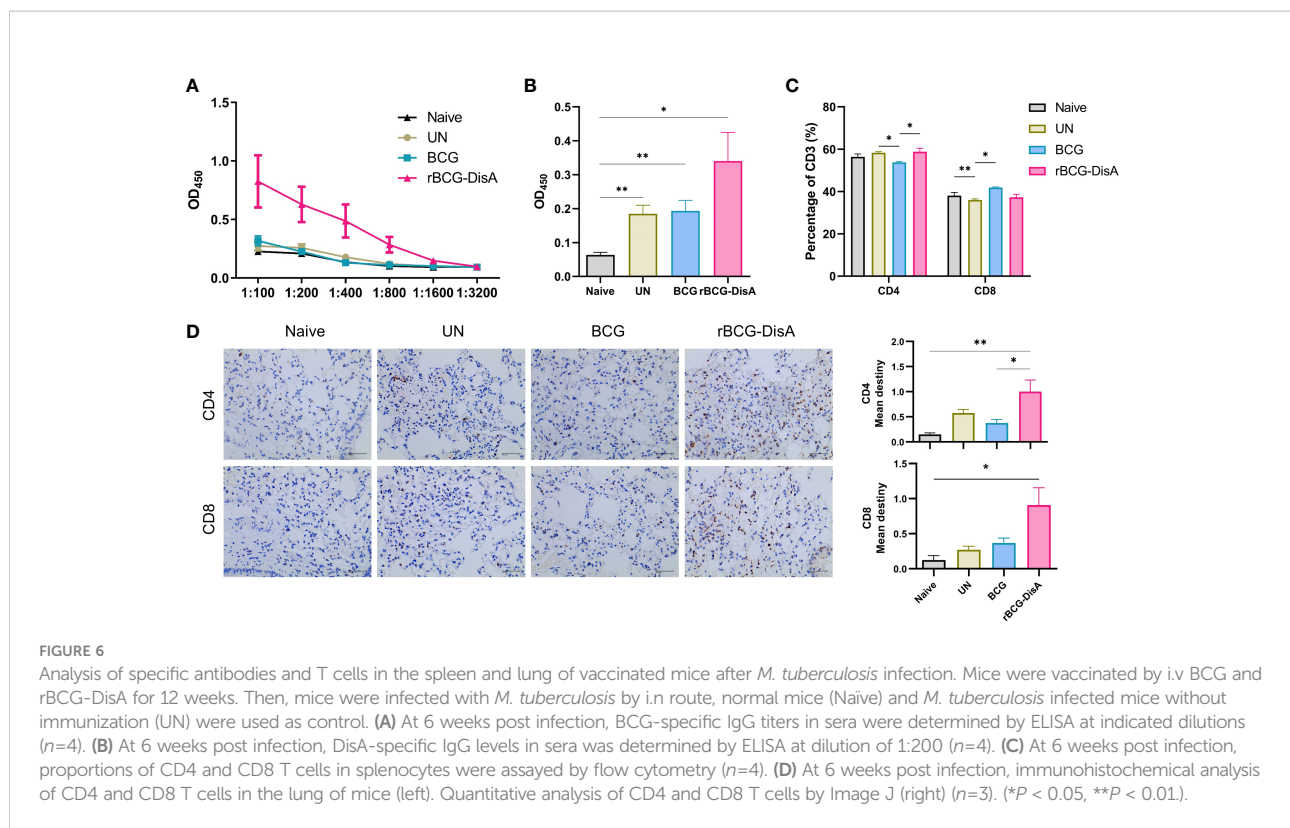 A
OD450
1.5
1.0
0.5
0
1:100 1:200 1:400 1:800 1:1600 1:3200
Naive
UN
BCG
rBCG-DisA
B
OD450
0.5
0.4
0.3
0.2
0.1
0.0
*
**
**
Naive UN BCG rBCG-DisA
C
Percentage of CD3 (%)
80
60
40
20
0
* *
** *
CD4 CD8
Naive
UN
BCG
rBCG-DisA
D
Naive UN BCG rBCG-DisA
CD4
CD8
CD4
Mean destiny
2.0
1.5
1.0
0.5
0.0
**
*
CD8
Mean destiny
1.5
1.0
0.5
0.0
*
Naive UN BCG rBCG-DisA
FIGURE 6
Analysis of specific antibodies and T cells in the spleen and lung of vaccinated mice after M. tuberculosis infection. Mice were vaccinated by i.v BCG and
rBCG-DisA for 12 weeks. Then, mice were infected with M. tuberculosis by i.n route, normal mice (Naïve) and M. tuberculosis infected mice without
immunization (UN) were used as control. (A) At 6 weeks post infection, BCG-specific IgG titers in sera were determined by ELISA at indicated dilutions
(n=4). (B) At 6 weeks post infection, DisA-specific IgG levels in sera was determined by ELISA at dilution of 1:200 (n=4). (C) At 6 weeks post infection,
proportions of CD4 and CD8 T cells in splenocytes were assayed by flow cytometry (n=4). (D) At 6 weeks post infection, immunohistochemical analysis
of CD4 and CD8 T cells in the lung of mice (left). Quantitative analysis of CD4 and CD8 T cells by Image J (right) (n=3). (*P < 0.05, **P < 0.01.).